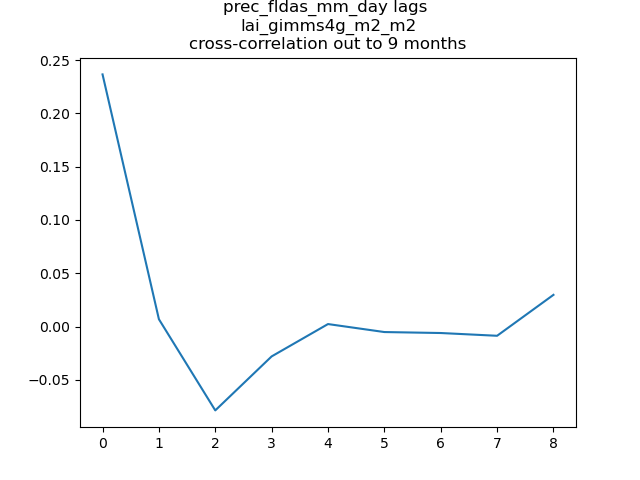 prec_fldas_mm_day lags
lai_gimms4g_m2_m2
cross-correlation out to 9 months
0.25
0.20
0.15
0.10
0.05
0.00
−0.05
0 1 2 3 4 5 6 7 8